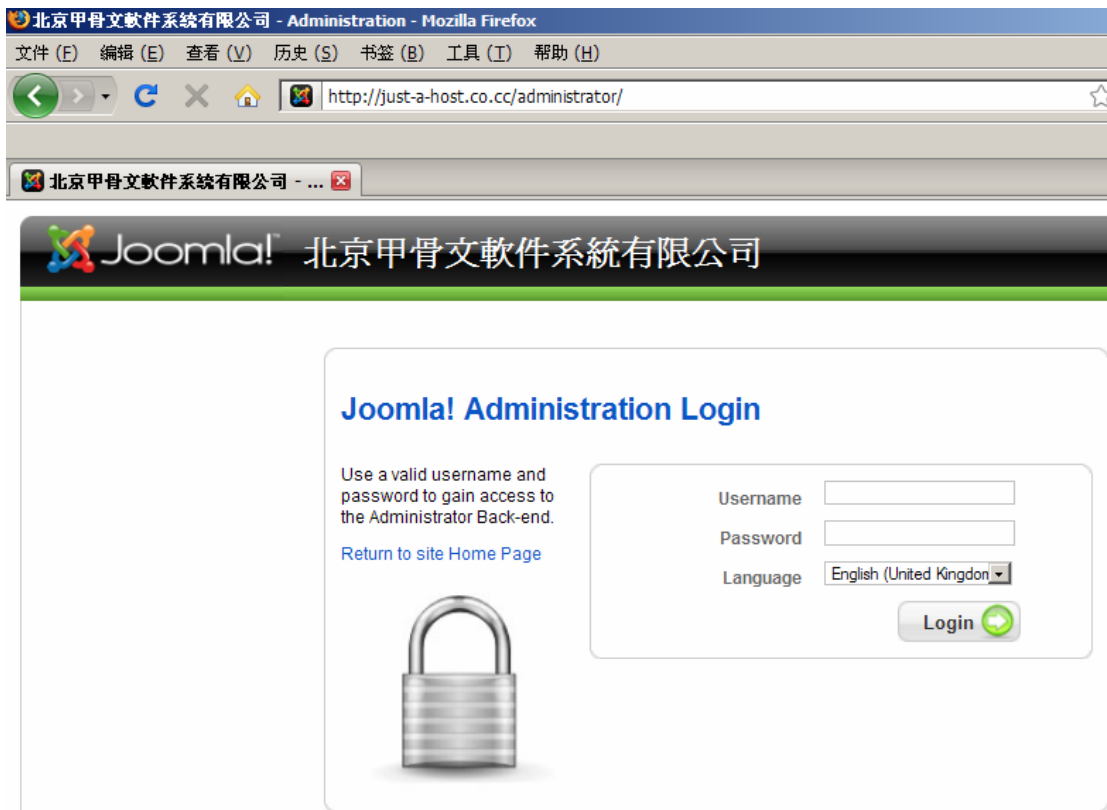 北京甲骨文軟件系統有限公司 - Administration - Mozilla Firefox
文件 (F) 编辑 (E) 查看 (V) 历史 (S) 书签 (B) 工具 (T) 帮助 (H)
http://just-a-host.co.cc/administrator/
北京甲骨文軟件系統有限公司 - ...
Joomla!™ 北京甲骨文軟件系統有限公司
Joomla! Administration Login
Use a valid username and
password to gain access to
the Administrator Back-end.
Return to site Home Page
Username
Password
Language English (United Kingdon
Login